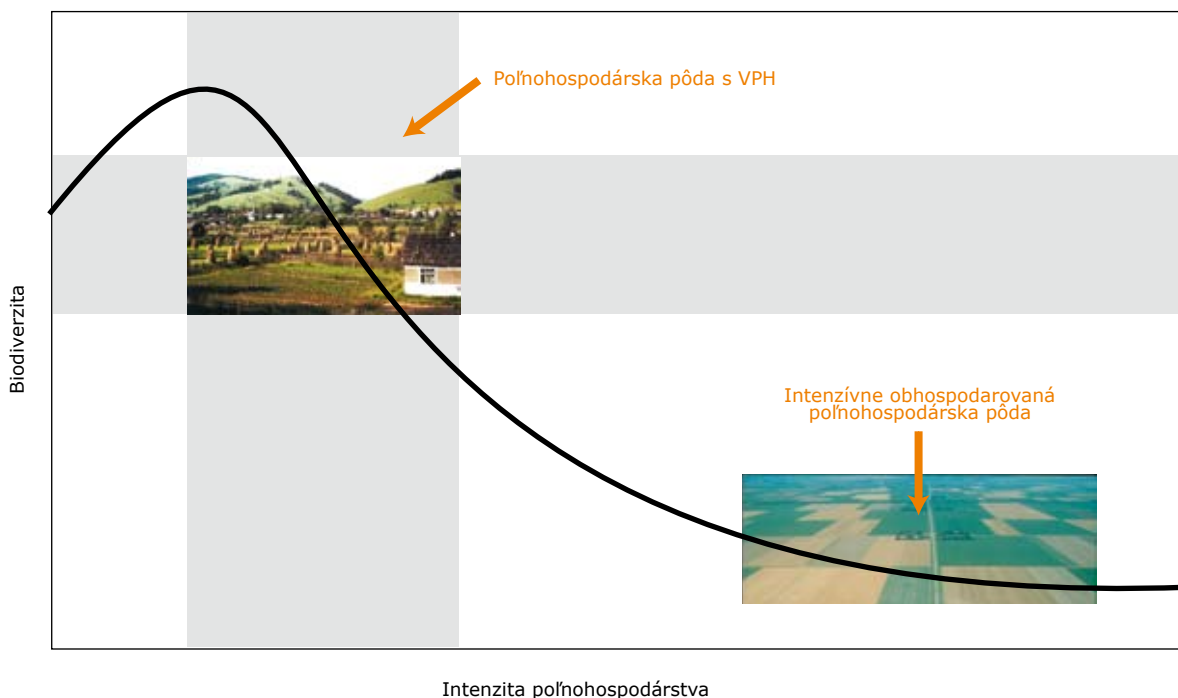 Poľnohospodárska pôda s VPH
Intenzívne obhospodarovaná
poľnohospodárska pôda
Biodiverzita
Intenzita poľnohospodárstva